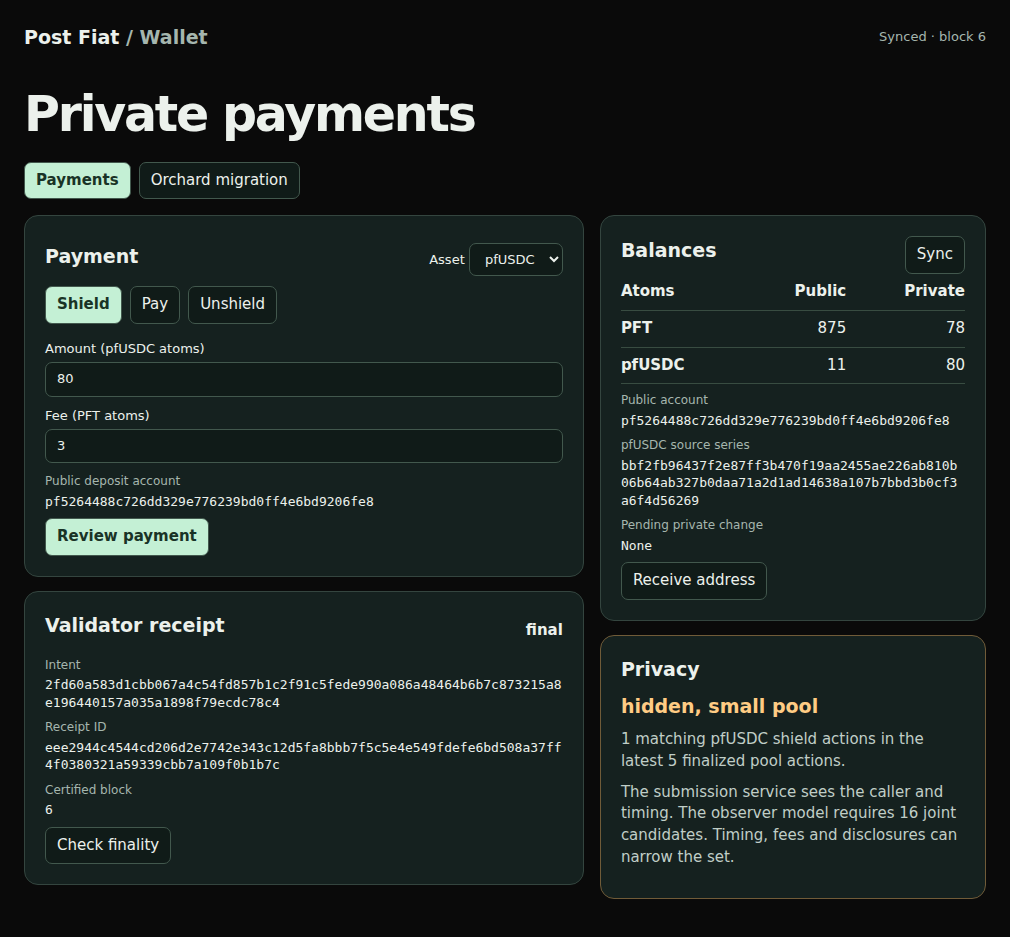 Post Fiat / Wallet
Synced · block 6
Private payments
Payments
Orchard migration
Payment
Asset
pfUSDC
Shield
Pay
Unshield
Amount (pfUSDC atoms)
80
Fee (PFT atoms)
3
Public deposit account
pf5264488c726dd329e776239bd0ff4e6bd9206fe8
Review payment
Validator receipt
final
Intent
2fd60a583d1cbb067a4c54fd857b1c2f91c5fede990a086a48464b6b7c873215a8
e196440157a035a1898f79ecdc78c4
Receipt ID
eee2944c4544cd206d2e7742e343c12d5fa8bbb7f5c5e4e549fdefe6bd508a37ff
4f0380321a59339cbb7a109f0b1b7c
Certified block
6
Check finality
Balances
Sync
Atoms Public Private
PFT 875 78
pfUSDC 11 80
Public account
pf5264488c726dd329e776239bd0ff4e6bd9206fe8
pfUSDC source series
bbf2fb96437f2e87ff3b470f19aa2455ae226ab810b
06b64ab327b0daa71a2d1ad14638a107b7bbd3b0cf3
a6f4d56269
Pending private change
None
Receive address
Privacy
hidden, small pool
1 matching pfUSDC shield actions in the
latest 5 finalized pool actions.
The submission service sees the caller and
timing. The observer model requires 16 joint
candidates. Timing, fees and disclosures can
narrow the set.